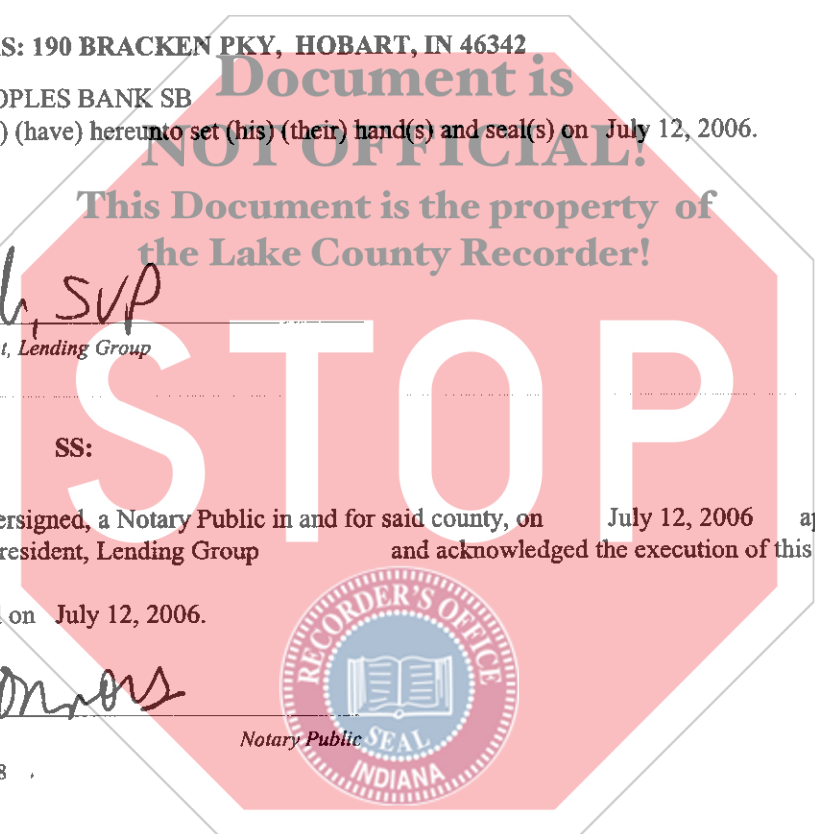 S: 190 BRACKEN PKY, HOBART, IN 46342
Document is
OPLES BANK SB
) (have) hereunto set (his) (their) hand(s) and seal(s) on July 12, 2006.
NOT OFFICIAL!
This Document is the property of
the Lake County Recorder!
, SVP
t, Lending Group
STOP
SS:
ersigned, a Notary Public in and for said county, on July 12, 2006 ap
resident, Lending Group and acknowledged the execution of this
on July 12, 2006.
RECORDER'S OFFICE
onnors
Notary Public
SEAL
INDIANA
8